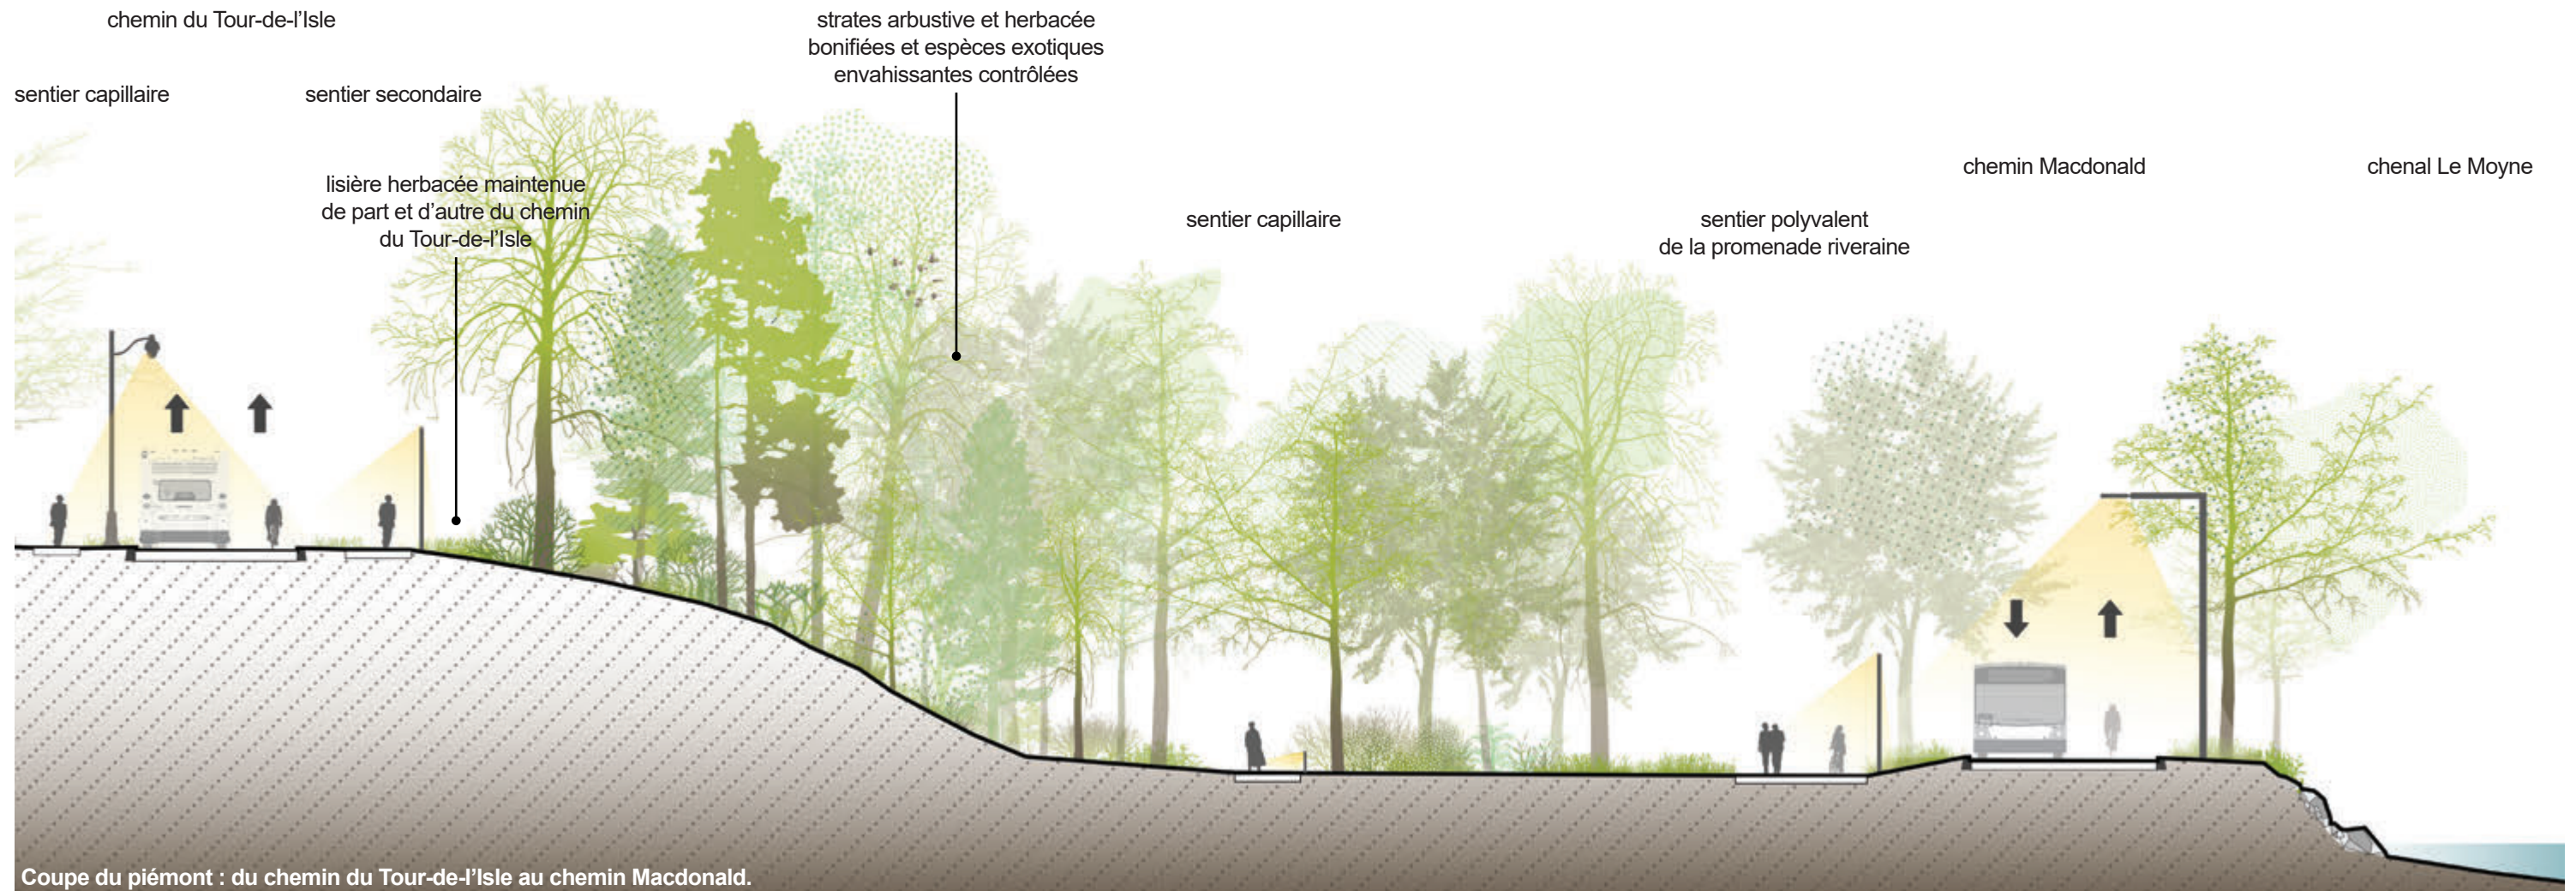 chemin du Tour-de-l'Isle
sentier capillaire
sentier secondaire
lisière herbacée maintenue
de part et d'autre du chemin
du Tour-de-l'Isle
strates arbustive et herbacée
bonifiées et espèces exotiques
envahissantes contrôlées
sentier capillaire
sentier polyvalent
de la promenade riveraine
chemin Macdonald
chenal Le Moyne
Coupe du piémont : du chemin du Tour-de-l'Isle au chemin Macdonald.